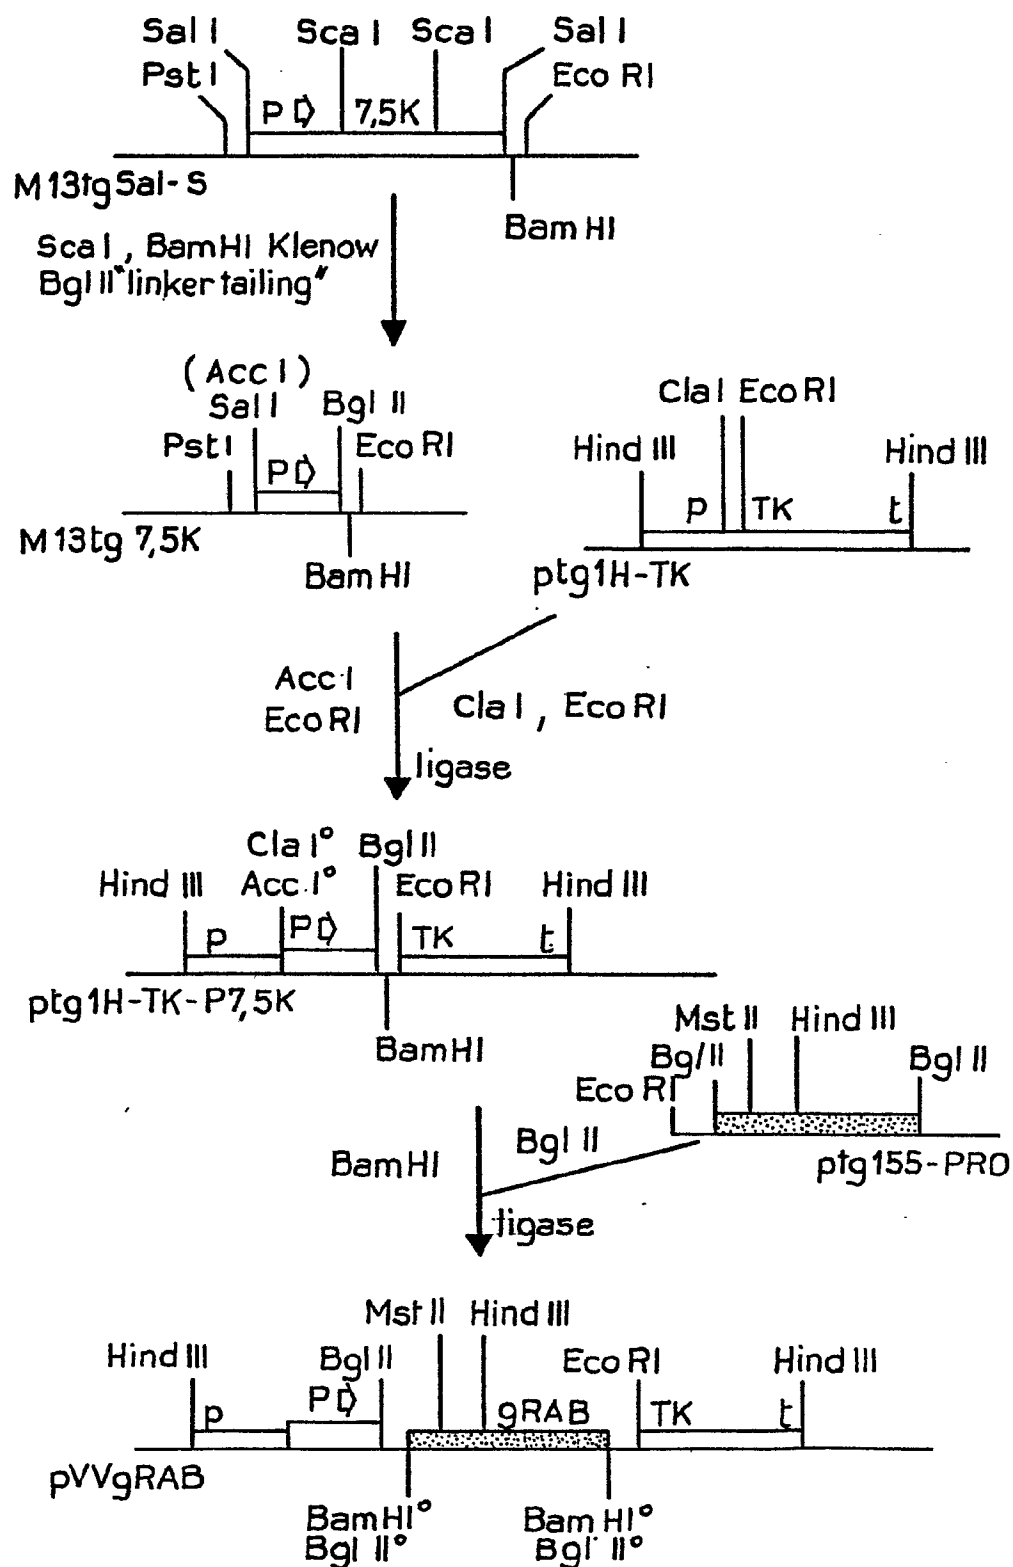 Sal I Sca I Sca I Sal I
Pst I Eco RI
P 7,5K
M13tg Sal-S
Bam HI
Sca I, BamHI Klenow
Bgl II "linker tailing"
(Acc I)
Sal I Bgl II
Pst I Eco RI
P
M13tg 7,5K
Bam HI
Cla I Eco RI
Hind III Hind III
P TK t
ptg1H-TK
Acc I
Eco RI
Cla I, Eco RI
ligase
Cla I° Bgl II
Hind III Acc I° Eco RI Hind III
p P TK t
ptg1H-TK-P7,5K
BamHI
Mst II Hind III
Bgl II Bgl II
Eco RI
ptg155-PRO
BamHI
Bgl II
ligase
Mst II Hind III
Hind III Bgl II Eco RI Hind III
p P gRAB TK t
pVVgRAB
Bam HI° Bam HI°
Bgl II° Bgl II°